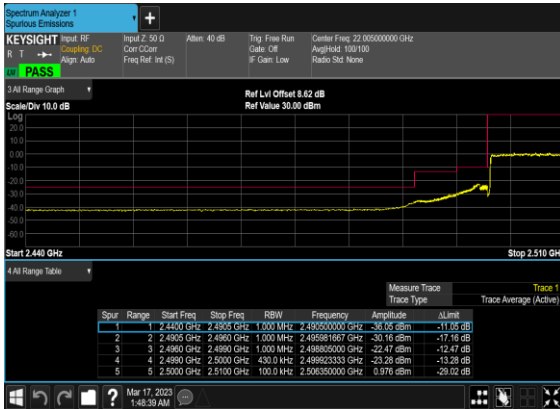 Spectrum Analyzer 1
Spurious Emissions
+
KEYSIGHT Input: RF Input Z: 50 Ω Atten: 40 dB Trig: Free Run Center Freq: 22.005000000 GHz
R T Coupling: DC Corr CCorr Gate: Off Avg|Hold: 100/100
Align: Auto Freq Ref: Int (S) IF Gain: Low Radio Std: None
PASS
3 All Range Graph
Ref Lvl Offset 8.62 dB
Scale/Div 10.0 dB Ref Value 30.00 dBm
Log
20.0
10.0
0.00
-10.0
-20.0
-30.0
-40.0
-50.0
-60.0
Start 2.440 GHz Stop 2.510 GH
4 All Range Table
Measure Trace Trace 1
Trace Type Trace Average (Active)
Spur Range Start Freq Stop Freq RBW Frequency Amplitude ΔLimit
1 1 2.4400 GHz 2.4905 GHz 1.000 MHz 2.490500000 GHz -36.05 dBm -11.05 dB
2 2 2.4905 GHz 2.4960 GHz 1.000 MHz 2.495981667 GHz -30.16 dBm -17.16 dB
3 3 2.4960 GHz 2.4990 GHz 1.000 MHz 2.498805000 GHz -22.47 dBm -12.47 dB
4 4 2.4990 GHz 2.5000 GHz 430.0 kHz 2.499923333 GHz -23.28 dBm -13.28 dB
5 5 2.5000 GHz 2.5100 GHz 100.0 kHz 2.506350000 GHz 0.976 dBm -29.02 dB
? Mar 17, 2023
1:48:39 AM